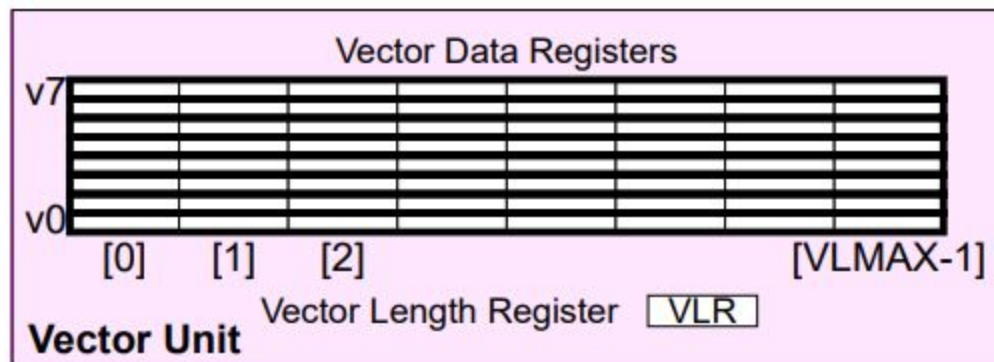 Vector Data Registers
v7
v0
[0] [1] [2] [VLMAX-1]
Vector Length Register VLR
Vector Unit